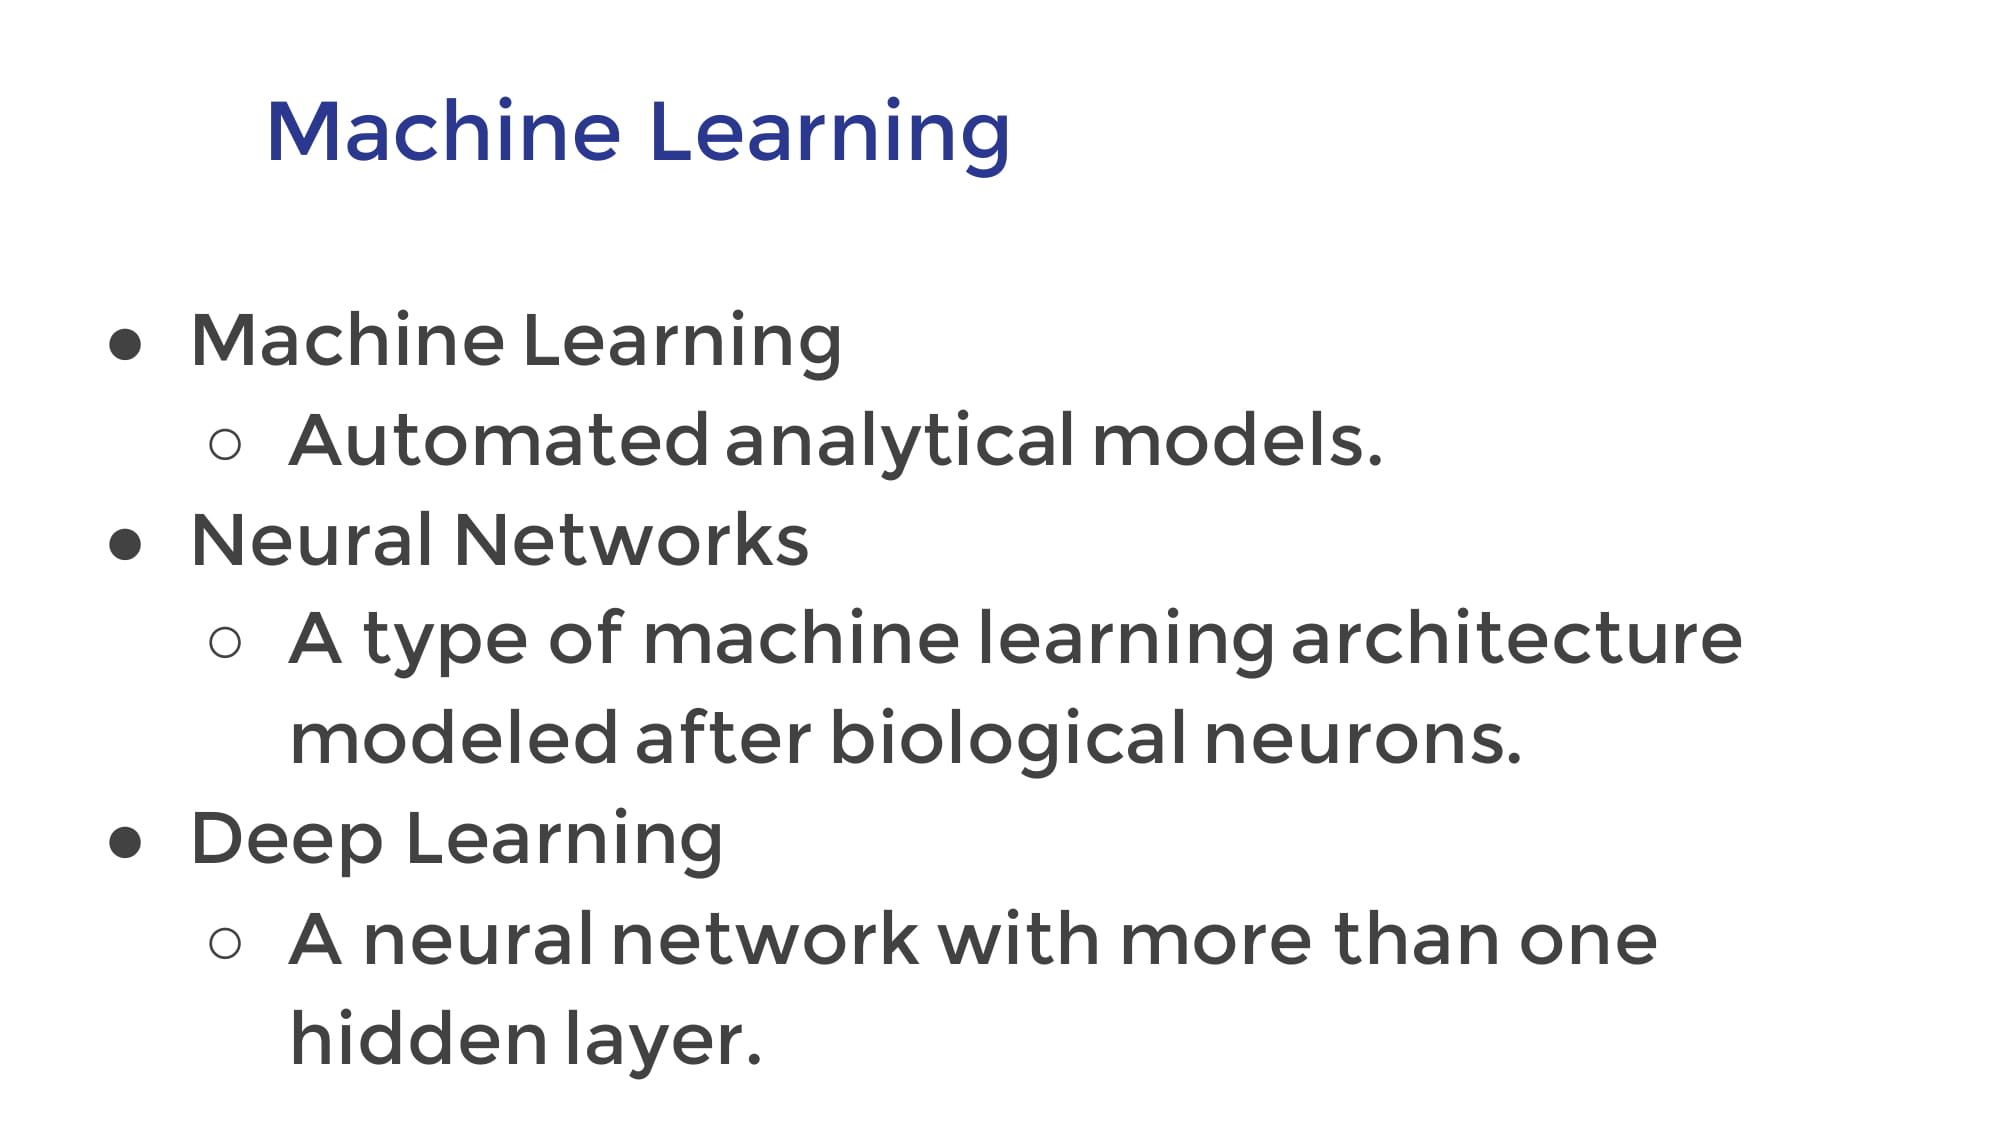 Machine Learning
● Machine Learning
○ Automated analytical models.
● Neural Networks
○ A type of machine learning architecture
modeled after biological neurons.
● Deep Learning
○ A neural network with more than one
hidden layer.